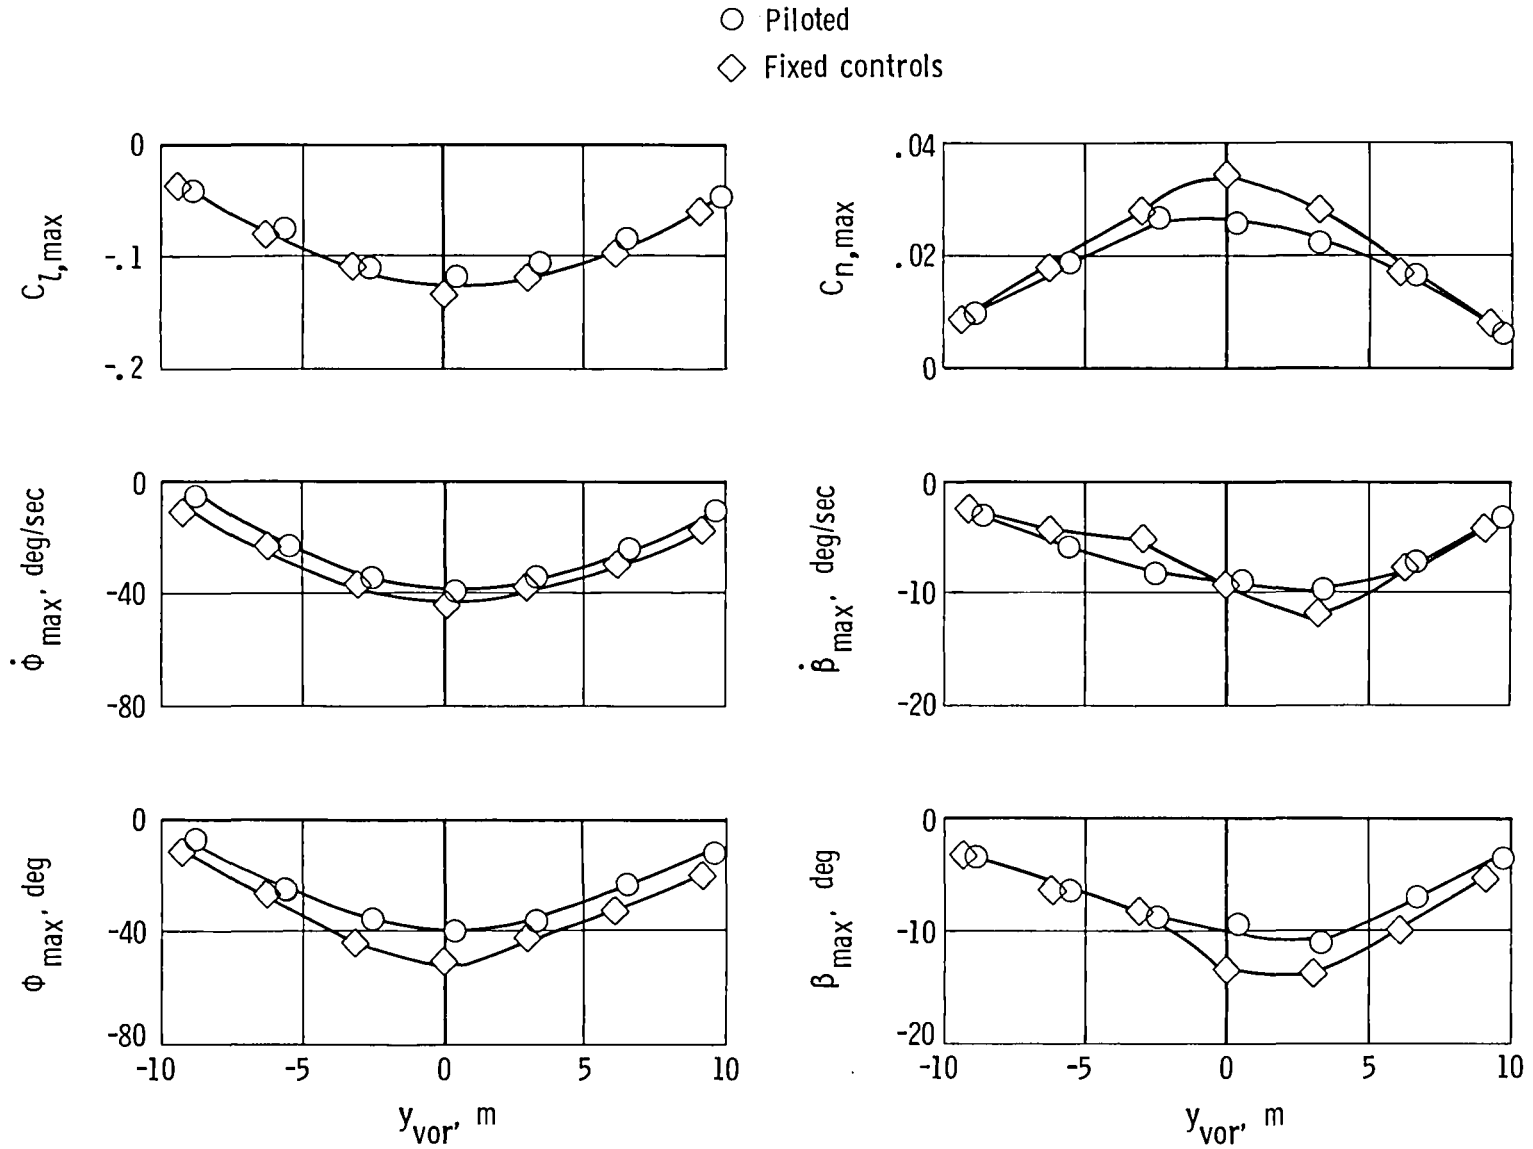 Piloted
Fixed controls
0
-.1
-.2
C_l,max
.04
.02
0
C_n,max
0
-40
-80
φ̇_max, deg/sec
0
-10
-20
β̇_max, deg/sec
0
-40
-80
φ_max, deg
-10 -5 0 5 10
y_vor, m
0
-10
-20
β_max, deg
-10 -5 0 5 10
y_vor, m